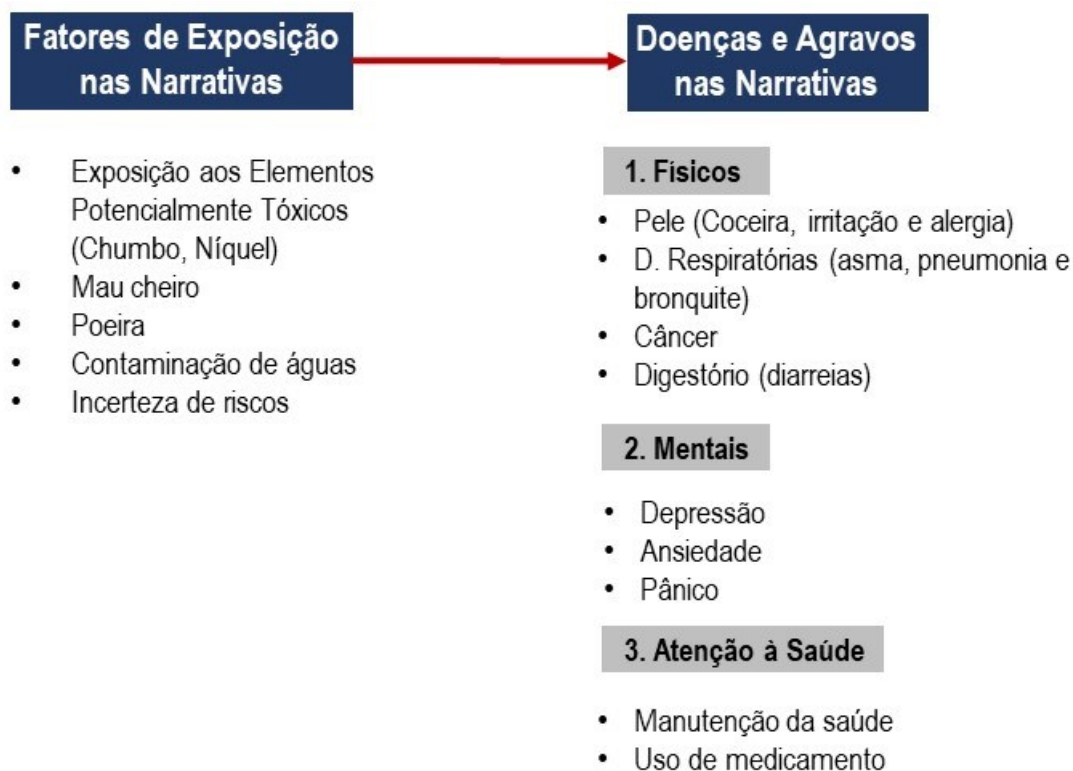 Fatores de Exposição
nas Narrativas
• Exposição aos Elementos
Potencialmente Tóxicos
(Chumbo, Níquel)
• Mau cheiro
• Poeira
• Contaminação de águas
• Incerteza de riscos
Doenças e Agravos
nas Narrativas
1. Físicos
• Pele (Coceira, irritação e alergia)
• D. Respiratórias (asma, pneumonia e
bronquite)
• Câncer
• Digestório (diarreias)
2. Mentais
• Depressão
• Ansiedade
• Pânico
3. Atenção à Saúde
• Manutenção da saúde
• Uso de medicamento